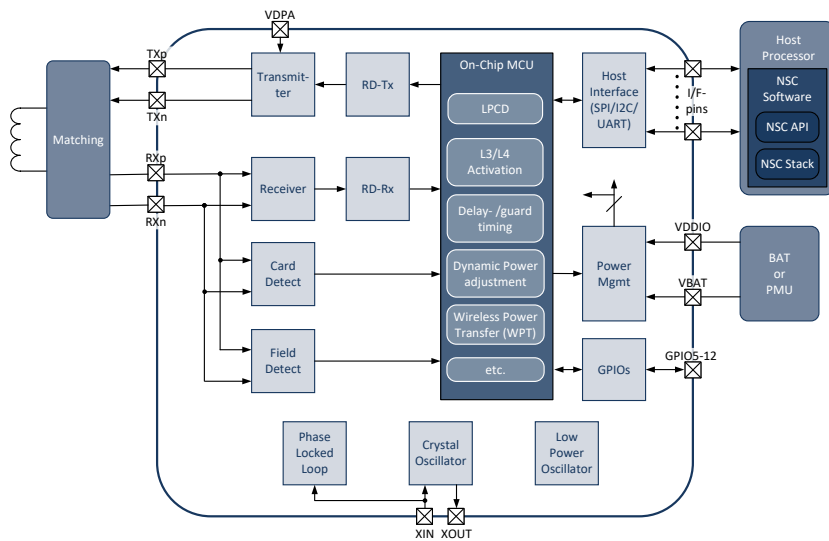 VDPA
TXp
TXn
RXp
RXn
Matching
Transmit-
ter
RD-Tx
Receiver
RD-Rx
Card
Detect
Field
Detect
On-Chip MCU
LPCD
L3/L4
Activation
Delay- /guard
timing
Dynamic Power
adjustment
Wireless Power
Transfer (WPT)
etc.
Host
Interface
(SPI/I2C/
UART)
I/F-
pins
Host
Processor
NSC
Software
NSC API
NSC Stack
Power
Mgmt
VDDIO
VBAT
BAT
or
PMU
GPIOs
GPIO5-12
Phase
Locked
Loop
Crystal
Oscillator
Low
Power
Oscillator
XIN
XOUT